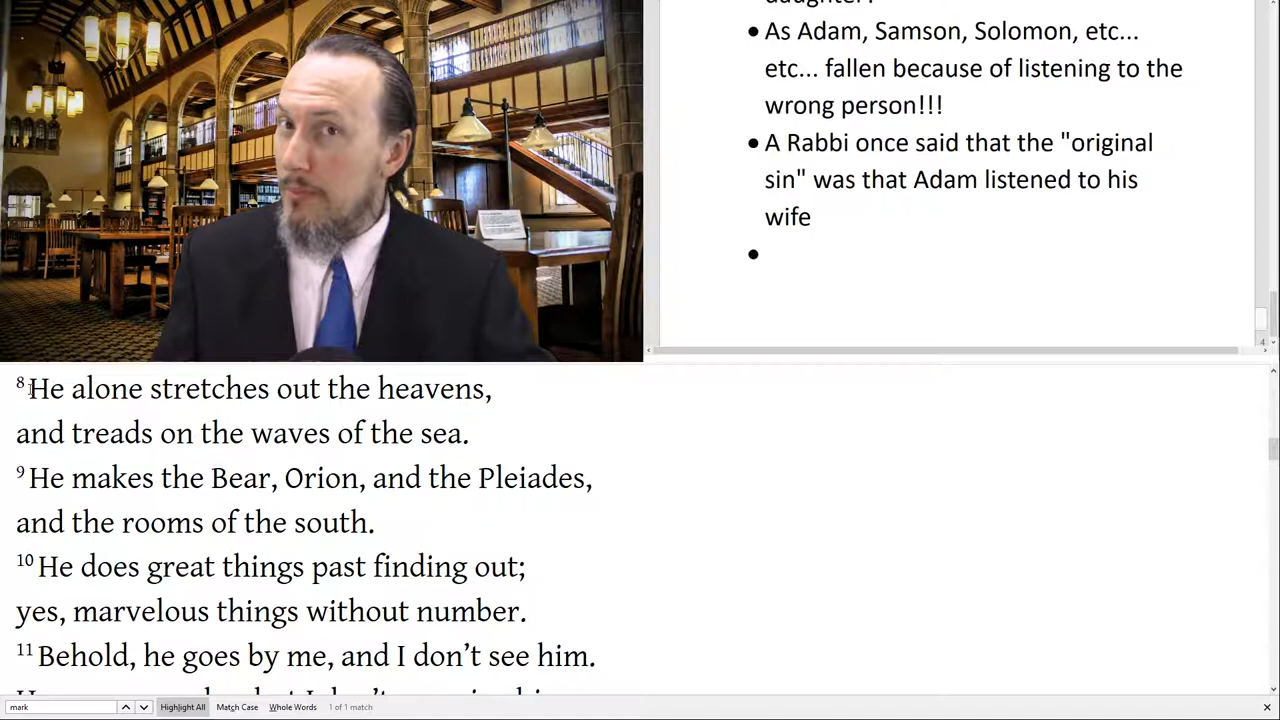 daughter?
• As Adam, Samson, Solomon, etc...
etc... fallen because of listening to the
wrong person!!!
• A Rabbi once said that the "original
sin" was that Adam listened to his
wife
•
8 He alone stretches out the heavens,
and treads on the waves of the sea.
9 He makes the Bear, Orion, and the Pleiades,
and the rooms of the south.
10 He does great things past finding out;
yes, marvelous things without number.
11 Behold, he goes by me, and I don’t see him.
mark Highlight All Match Case Whole Words 1 of 1 match